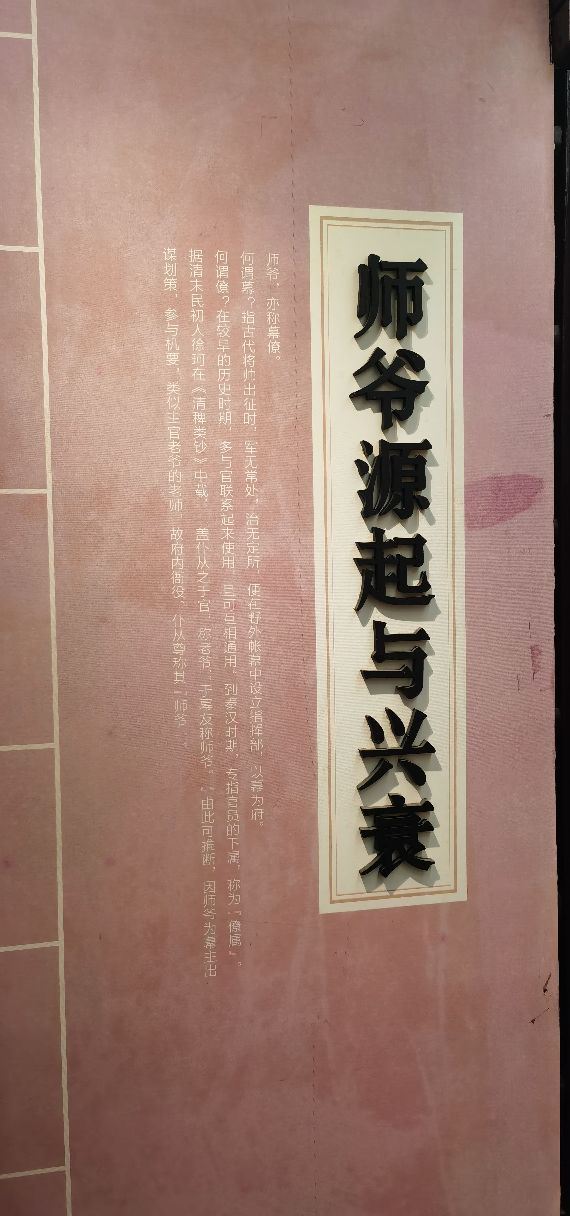 师爷源起与兴衰
师爷，亦称幕僚。
何谓幕？指古代将帅出征时，军无常处，治无定所，便在野外帐幕中设立指挥部，以幕为府。
何谓僚？在较早的历史时期，多与官联系起来使用，且可互相通用。到秦汉时期，专指官员的下属，称为“僚属”。
据清末民初人徐珂在《清稗类钞》中载：“盖仆从之于官，称老爷，于幕友称师爷。”由此可推断，因师爷为幕主出
谋划策，参与机要，类似主官老爷的老师，故府内衙役、仆从尊称其“师爷”。